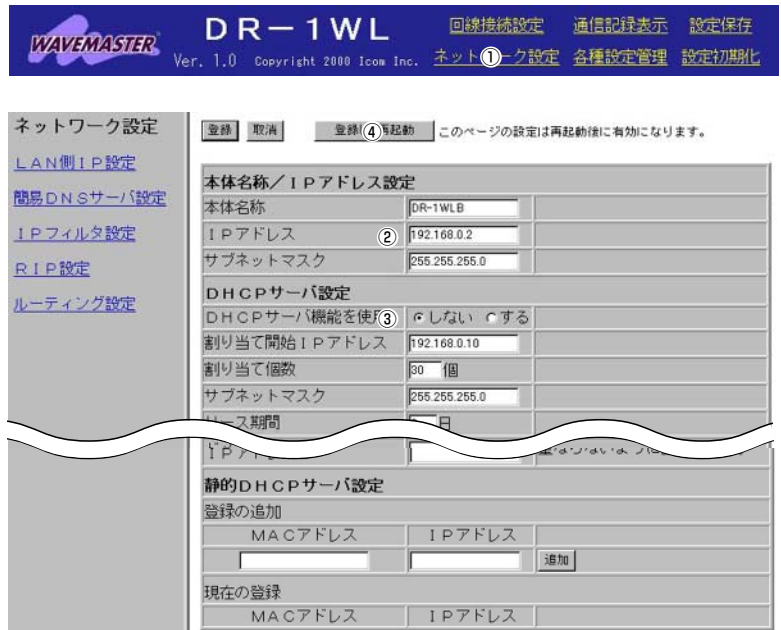 WAVEMASTER
DR－1WL
Ver. 1.0 Copyright 2000 Icom Inc.
回線接続設定 通信記録表示 設定保存
ネット①ーク設定 各種設定管理 設定初期化
ネットワーク設定
LAN側IP設定
簡易DNSサーバ設定
IPフィルタ設定
RIP設定
ルーティング設定
登録 取消 登録④再起動 このページの設定は再起動後に有効になります。
本体名称／IPアドレス設定
本体名称 DR-1WLB
IPアドレス ② 192.168.0.2
サブネットマスク 255.255.255.0
DHCPサーバ設定
DHCPサーバ機能を使用③ しない する
割り当て開始IPアドレス 192.168.0.10
割り当て個数 30 個
サブネットマスク 255.255.255.0
リース期間 日
静的DHCPサーバ設定
登録の追加
MACアドレス IPアドレス
追加
現在の登録
MACアドレス IPアドレス